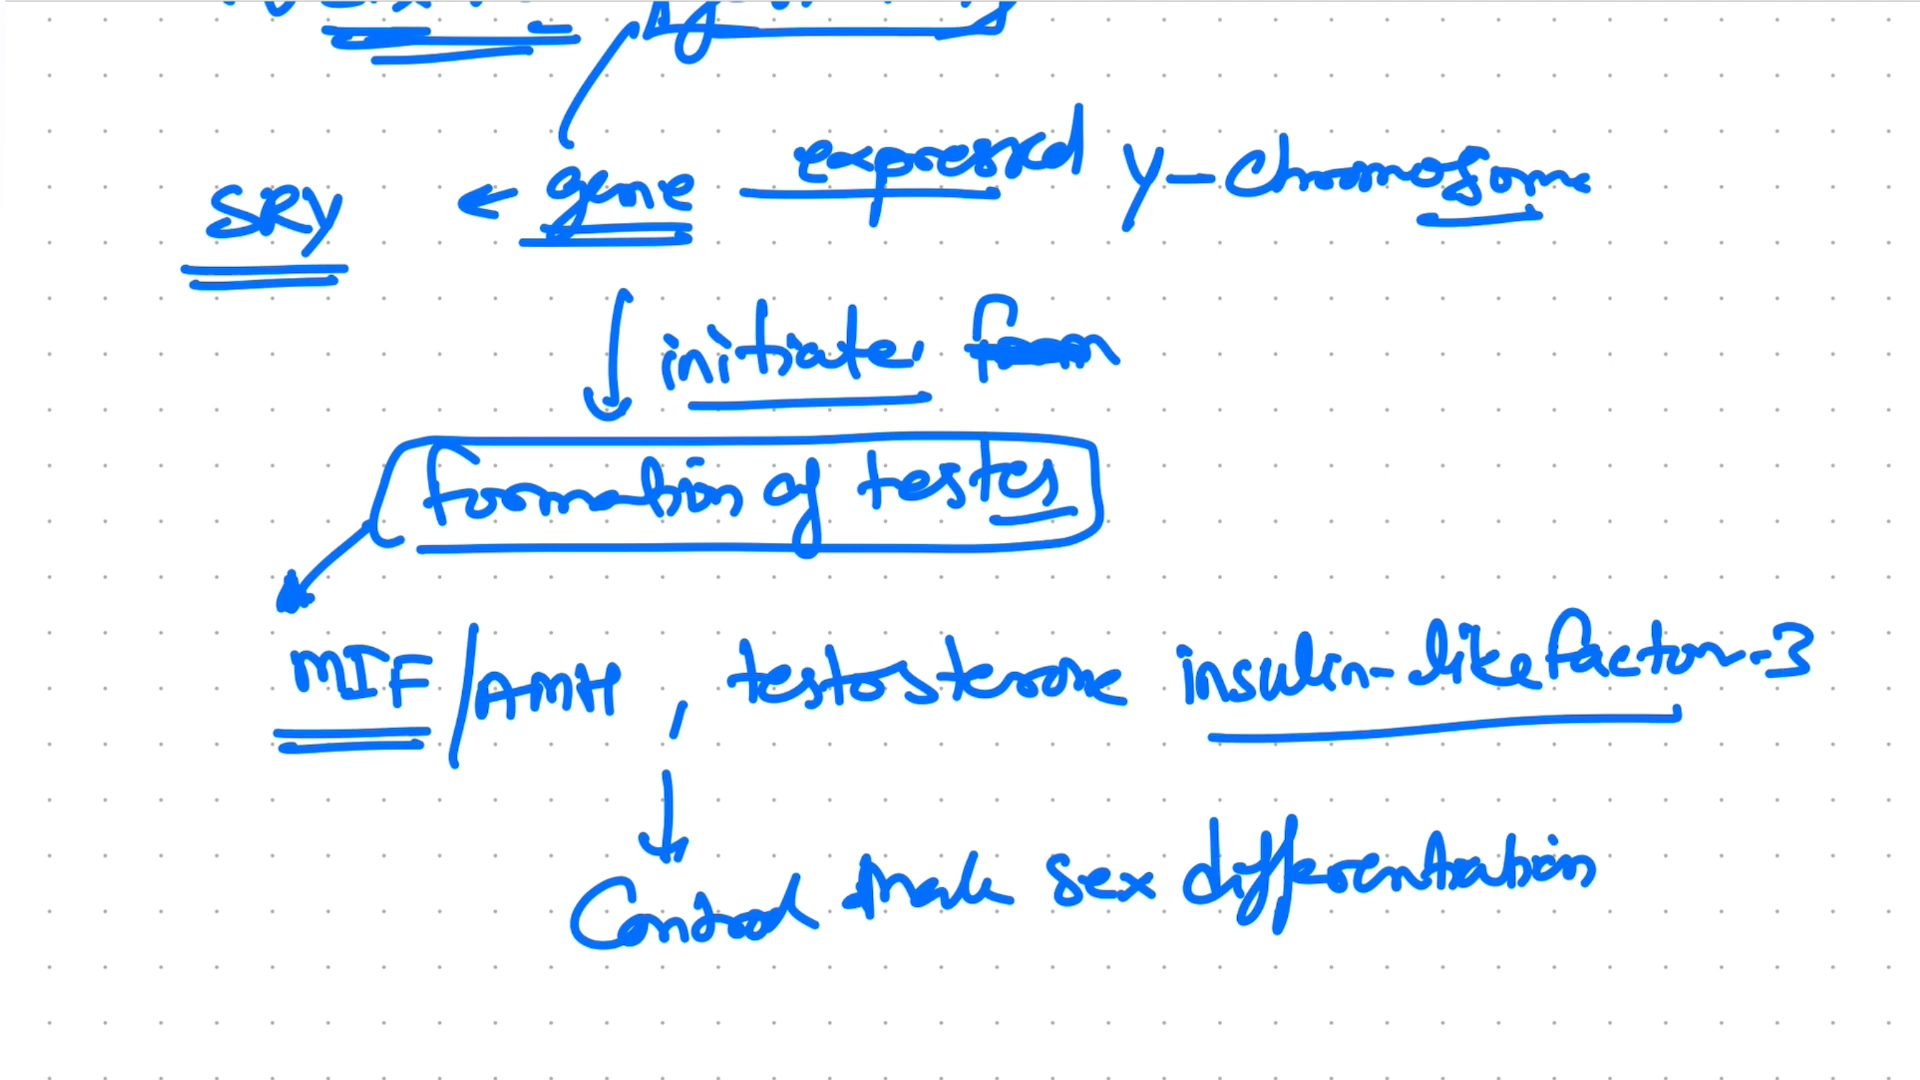 SRY ← gene expressed Y-chromosome
↓ initiate
formation of testes
MIF/AMH, testosterone insulin-like factor-3
↓
Control male sex differentiation